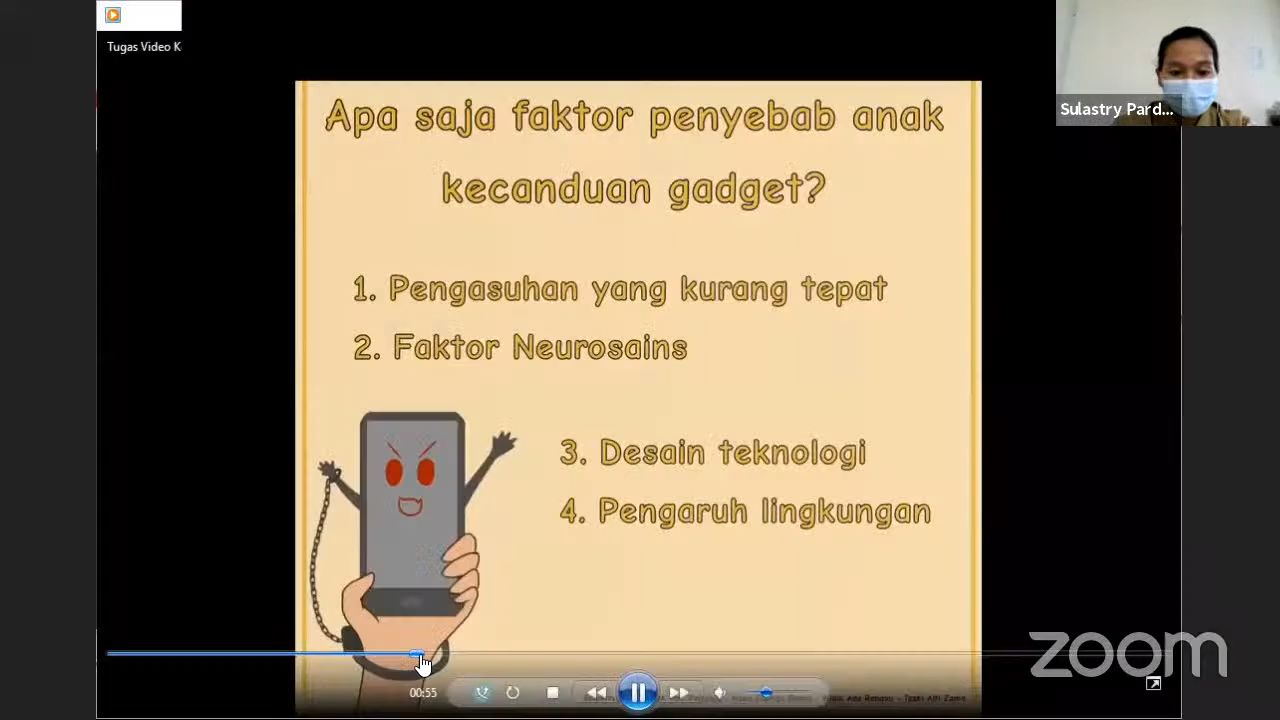 Tugas Video K
Sulastry Pard...
Apa saja faktor penyebab anak
kecanduan gadget?
1. Pengasuhan yang kurang tepat
2. Faktor Neurosains
3. Desain teknologi
4. Pengaruh lingkungan
zoom
00:55